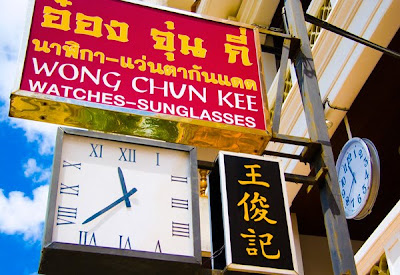 อ๋อง จุ่น กี่
นาฬิกา-แว่นตากันแดด
WONG CHUN KEE
WATCHES-SUNGLASSES
XI XII I
X II
IX III
VIII IIII
VII VI V
王俊記